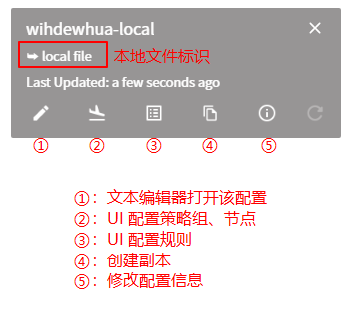 wihdewhua-local
local file 本地文件标识
Last Updated: a few seconds ago
① ② ③ ④ ⑤
①：文本编辑器打开该配置
②：UI 配置策略组、节点
③：UI 配置规则
④：创建副本
⑤：修改配置信息